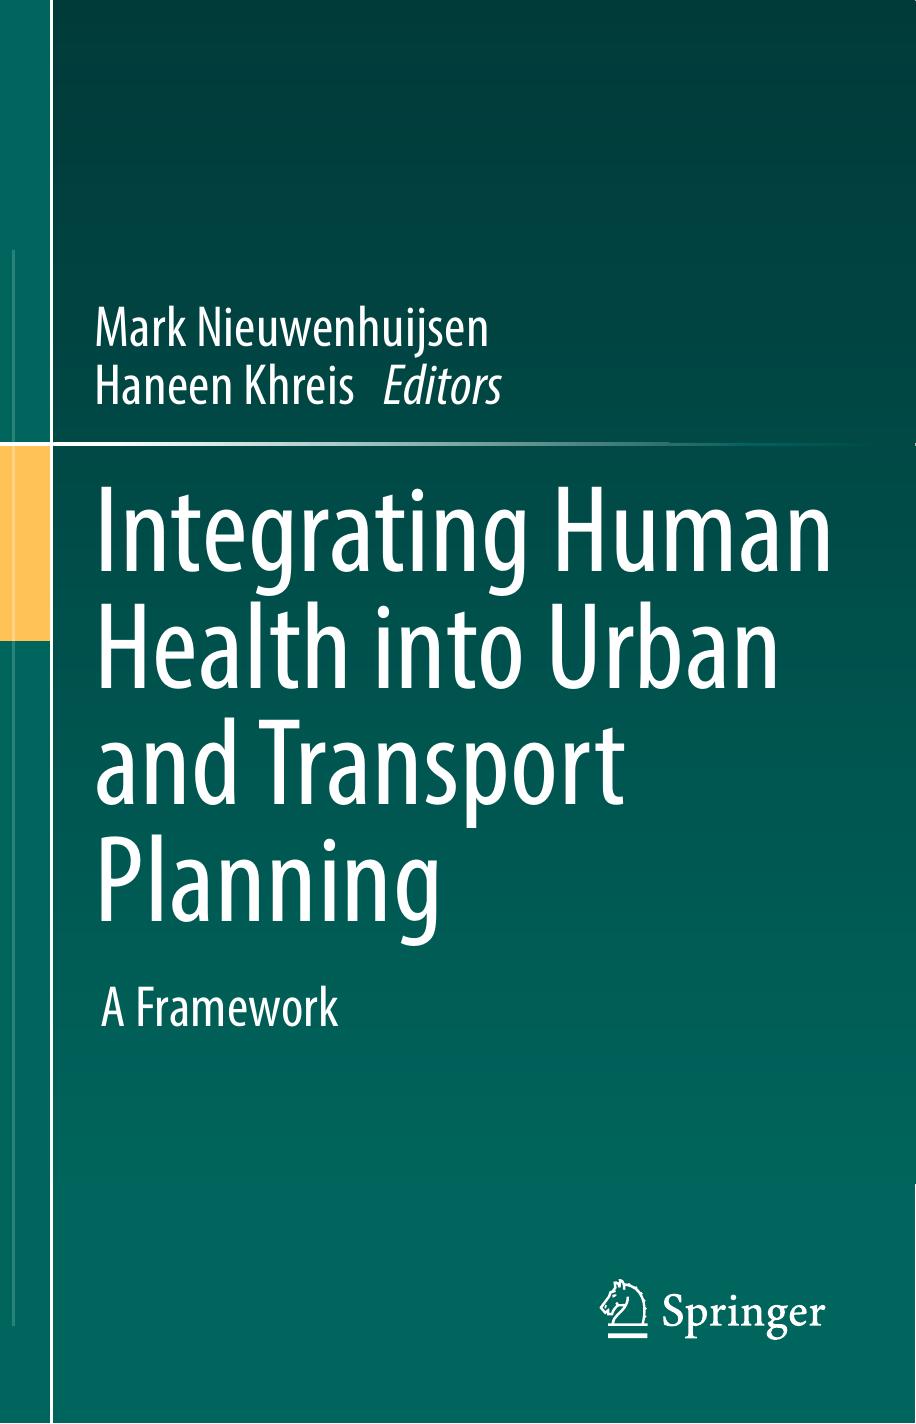 Mark Nieuwenhuijsen
Haneen Khreis Editors
Integrating Human
Health into Urban
and Transport
Planning
A Framework
Springer